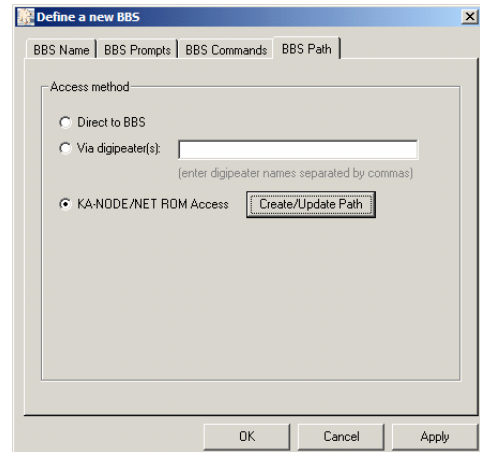 Define a new BBS
BBS Name BBS Prompts BBS Commands BBS Path
Access method
Direct to BBS
Via digipeater(s):
(enter digipeater names separated by commas)
KA-NODE/NET ROM Access Create/Update Path
OK Cancel Apply